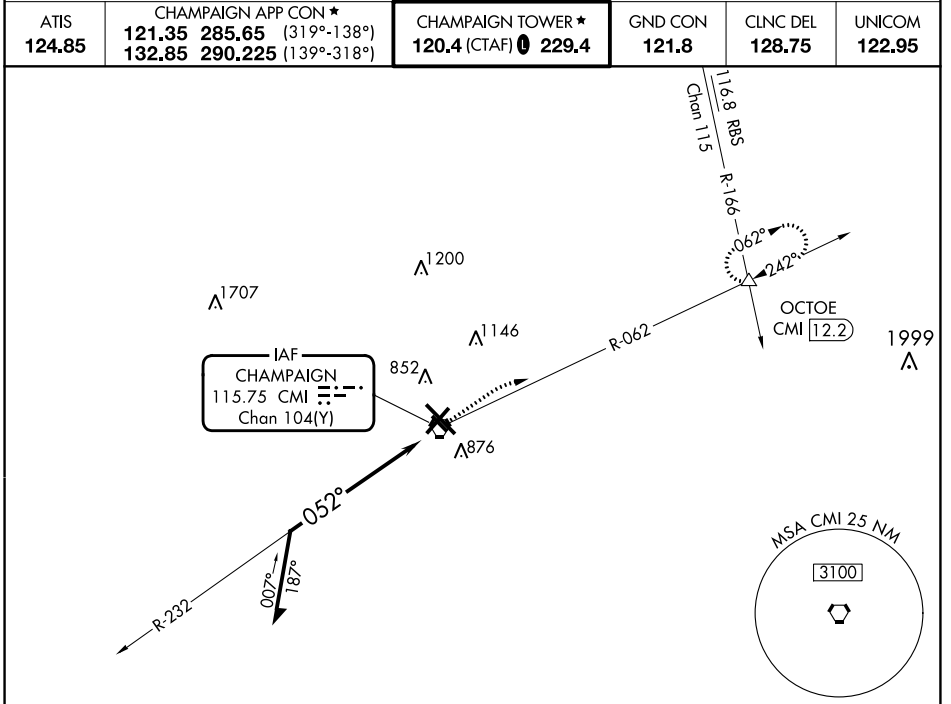 ATIS
124.85
CHAMPAIGN APP CON ★
121.35 285.65 (319°-138°)
132.85 290.225 (139°-318°)
CHAMPAIGN TOWER ★
120.4 (CTAF) L 229.4
GND CON
121.8
CLNC DEL
128.75
UNICOM
122.95
116.8 RBS
Chan 115
R-166
062°
242°
1200
1707
OCTOE
CMI 12.2
1146
R-062
1999
IAF
CHAMPAIGN
115.75 CMI
Chan 104(Y)
852
876
052°
MSA CMI 25 NM
3100
007°
187°
R-232